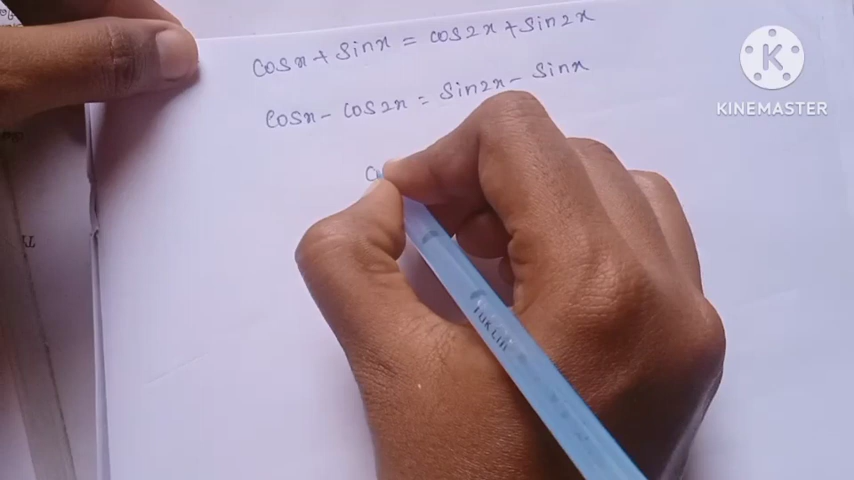 cosx + sinx = cos2x + sin2x
cosx - cos2x = sin2x - sinx
K
KINEMASTER